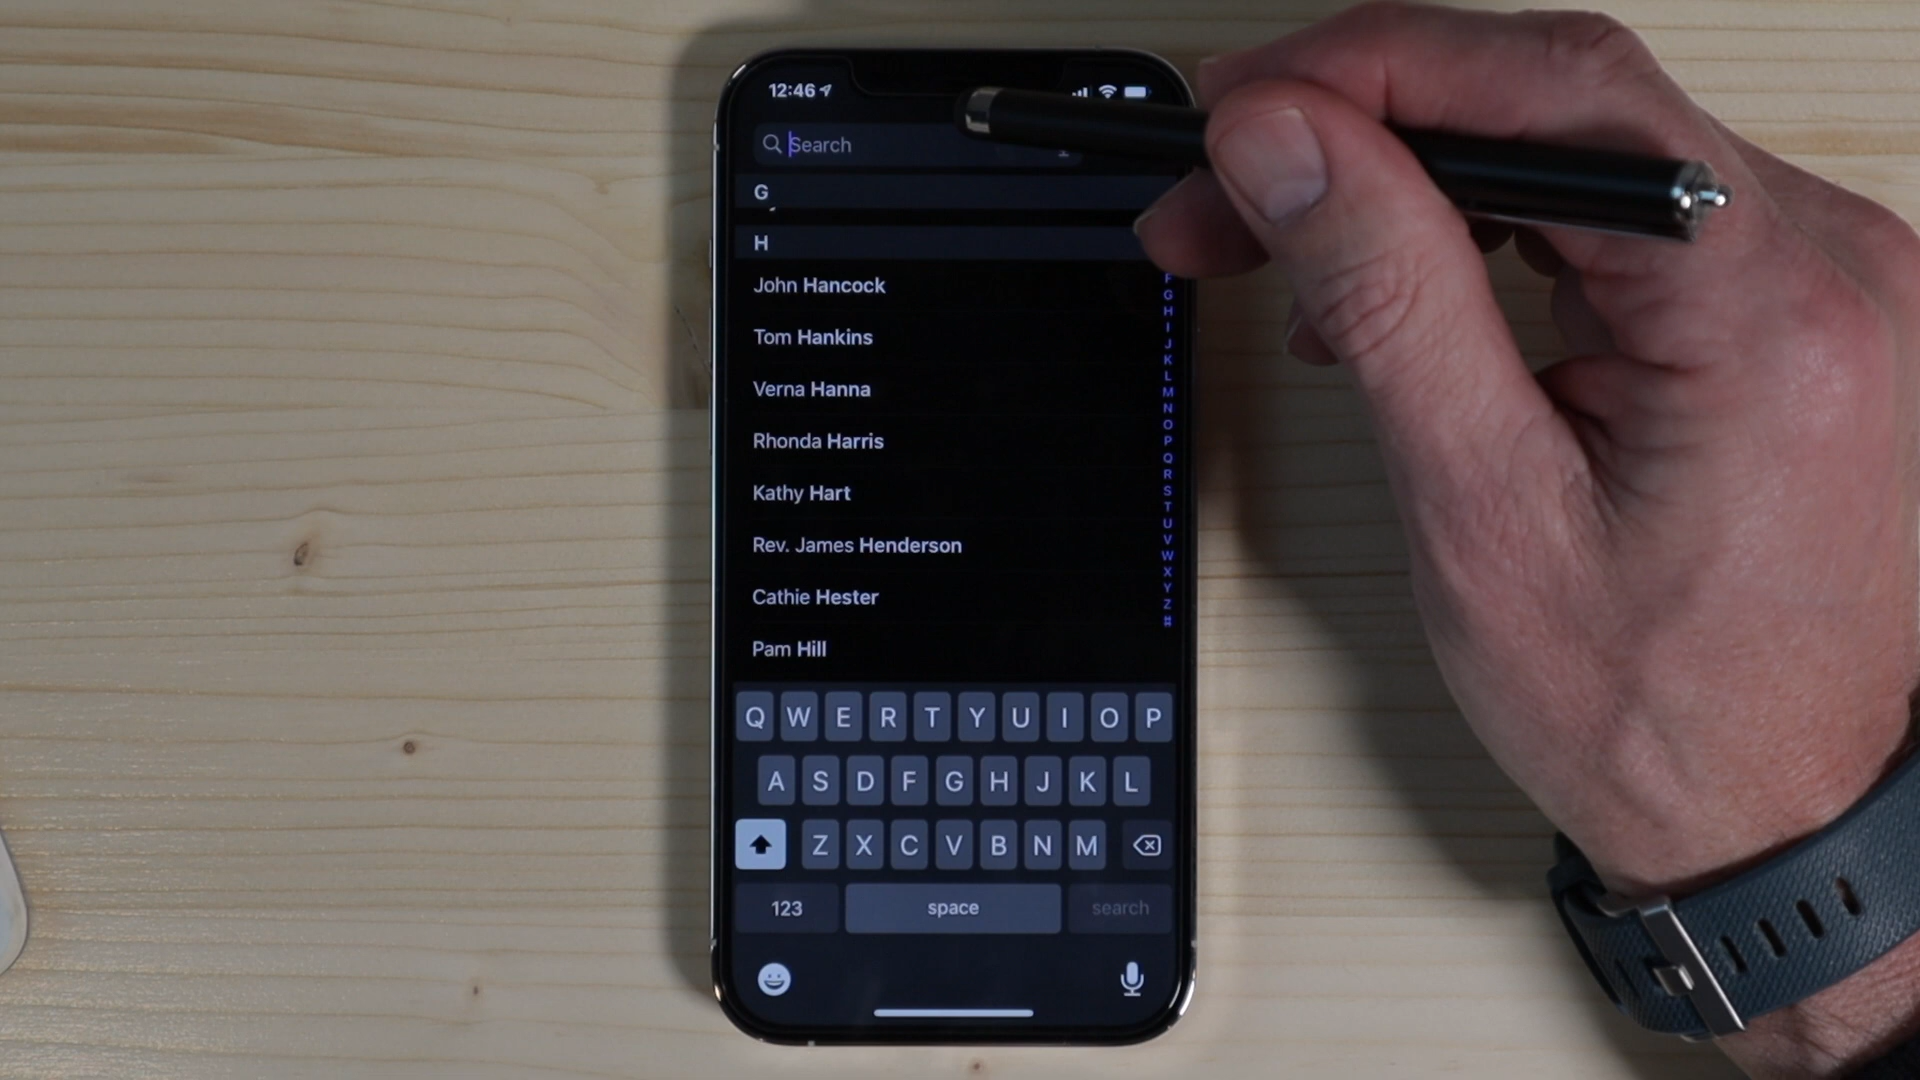 12:46
Search
G
H
John Hancock
Tom Hankins
Verna Hanna
Rhonda Harris
Kathy Hart
Rev. James Henderson
Cathie Hester
Pam Hill
F
G
H
I
J
K
L
M
N
O
P
Q
R
S
T
U
V
W
X
Y
Z
#
Q W E R T Y U I O P
A S D F G H J K L
Z X C V B N M
123 space search